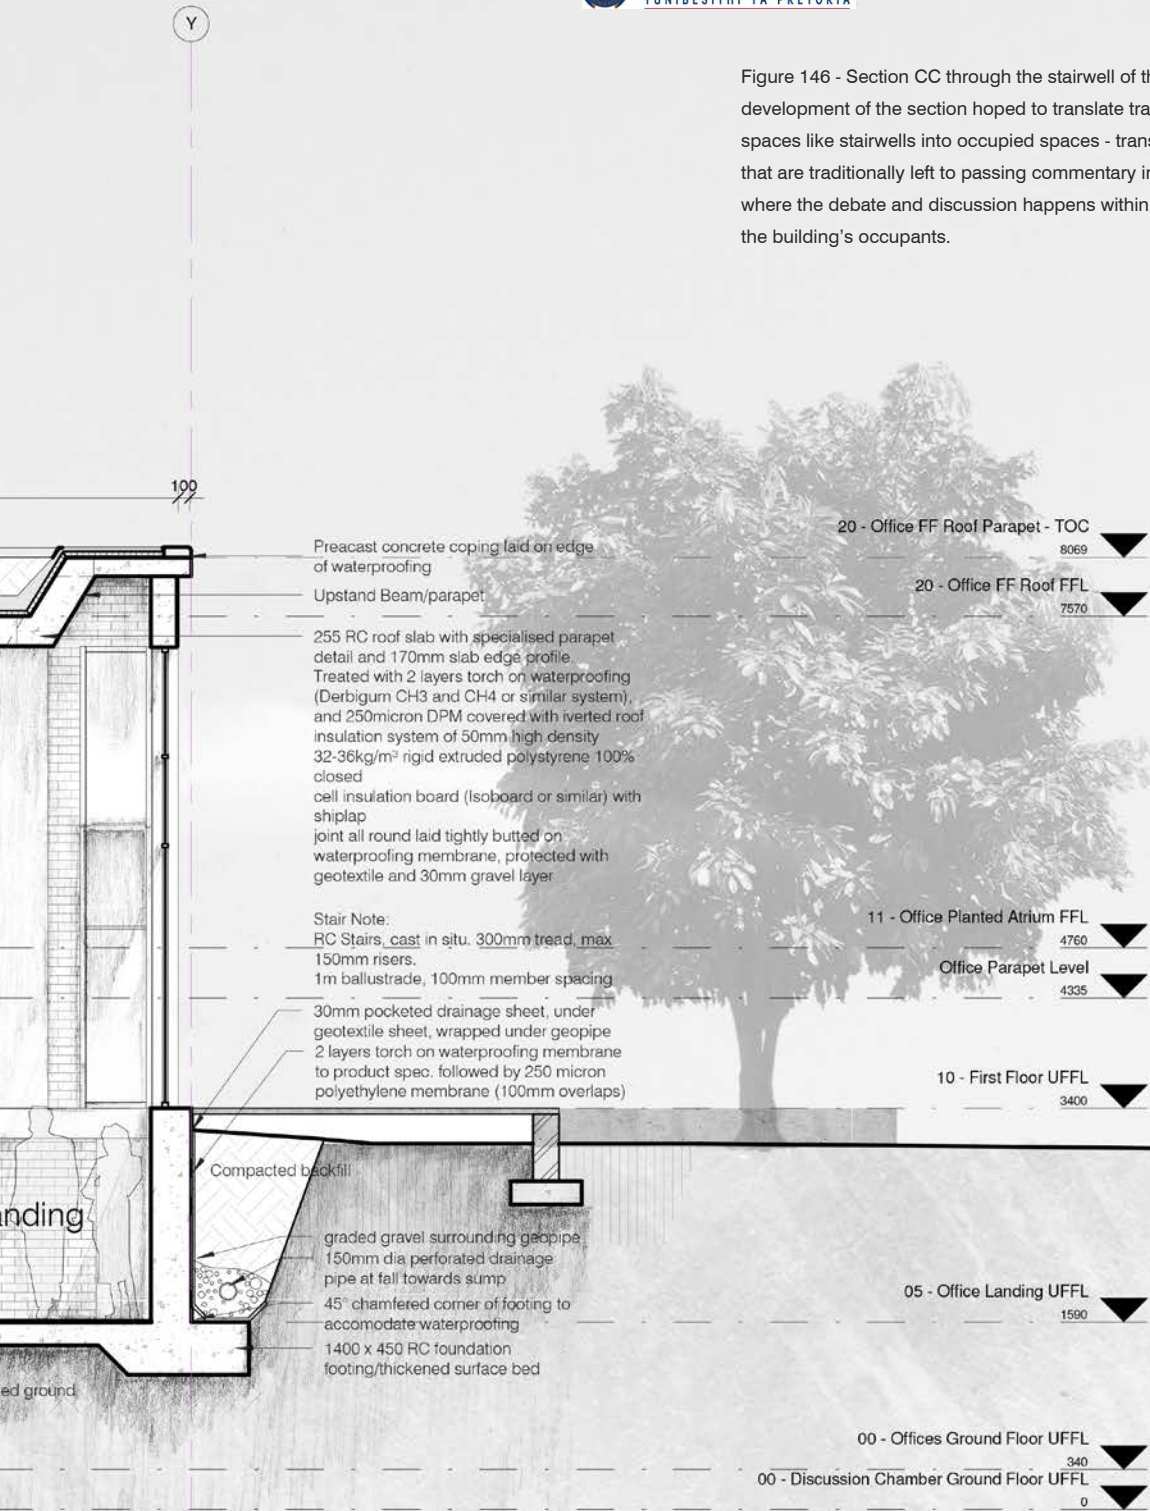 Y
Figure 146 - Section CC through the stairwell of
development of the section hoped to translate
spaces like stairwells into occupied spaces -
that are traditionally left to passing commentary
where the debate and discussion happens within
the building's occupants.
100
20 - Office FF Roof Parapet - TOC
8069
20 - Office FF Roof FFL
7570
Preacast concrete coping laid on edge
of waterproofing
Upstand Beam/parapet
255 RC roof slab with specialised parapet
detail and 170mm slab edge profile.
Treated with 2 layers torch on waterproofing
(Derbigum CH3 and CH4 or similar system),
and 250micron DPM covered with iverted roof
insulation system of 50mm high density
32-36kg/m³ rigid extruded polystyrene 100%
closed
cell insulation board (Isoboard or similar) with
shiplap
joint all round laid tightly butted on
waterproofing membrane, protected with
geotextile and 30mm gravel layer
Stair Note:
RC Stairs, cast in situ. 300mm tread, max
150mm risers.
1m ballustrade, 100mm member spacing
30mm pocketed drainage sheet, under
geotextile sheet, wrapped under geopipe
2 layers torch on waterproofing membrane
to product spec. followed by 250 micron
polyethylene membrane (100mm overlaps)
11 - Office Planted Atrium FFL
4760
Office Parapet Level
4335
10 - First Floor UFFL
3400
Compacted backfill
anding
graded gravel surrounding geopipe
150mm dia perforated drainage
pipe at fall towards sump
45° chamfered corner of footing to
accomodate waterproofing
1400 x 450 RC foundation
footing/thickened surface bed
ed ground
05 - Office Landing UFFL
1590
00 - Offices Ground Floor UFFL
340
00 - Discussion Chamber Ground Floor UFFL
0